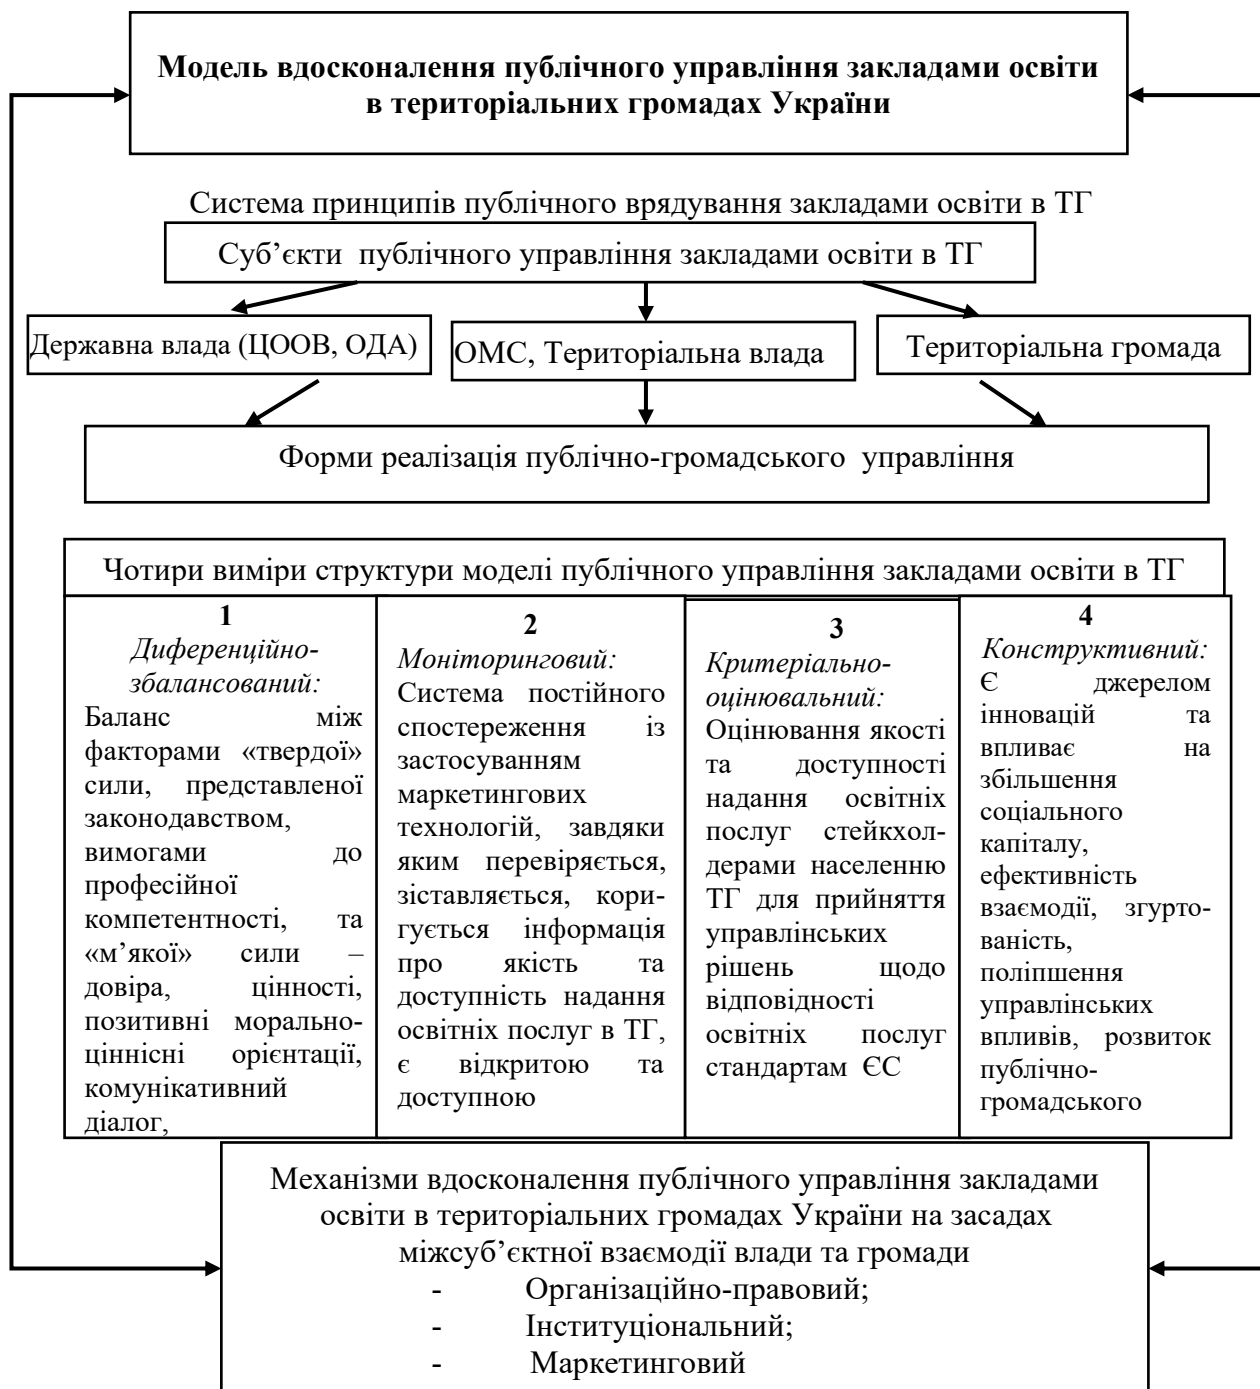 Модель вдосконалення публічного управління закладами освіти
в територіальних громадах України
Система принципів публічного врядування закладами освіти в ТГ
Суб’єкти публічного управління закладами освіти в ТГ
Державна влада (ЦООВ, ОДА)
ОМС, Територіальна влада
Територіальна громада
Форми реалізація публічно-громадського управління
Чотири виміри структури моделі публічного управління закладами освіти в ТГ
1
Диференційно-
збалансований:
Баланс між
факторами «твердої»
сили, представленої
законодавством,
вимогами до
професійної
компетентності, та
«м’якої» сили –
довіра, цінності,
позитивні морально-
ціннісні орієнтації,
комунікативний
діалог,
2
Моніторинговий:
Система постійного
спостереження із
застосуванням
маркетингових
технологій, завдяки
яким перевіряється,
зіставляється, кори-
гується інформація
про якість та
доступність надання
освітніх послуг в ТГ,
є відкритою та
доступною
3
Критеріально-
оцінювальний:
Оцінювання якості
та доступності
надання освітніх
послуг стейкхол-
дерами населенню
ТГ для прийняття
управлінських
рішень щодо
відповідності
освітніх послуг
стандартам ЄС
4
Конструктивний:
Є джерелом
інновацій та
впливає на
збільшення
соціального
капіталу,
ефективність
взаємодії, згурто-
ваність,
поліпшення
управлінських
впливів, розвиток
публічно-
громадського
Механізми вдосконалення публічного управління закладами
освіти в територіальних громадах України на засадах
міжсуб’єктної взаємодії влади та громади
- Організаційно-правовий;
- Інституціональний;
- Маркетинговий